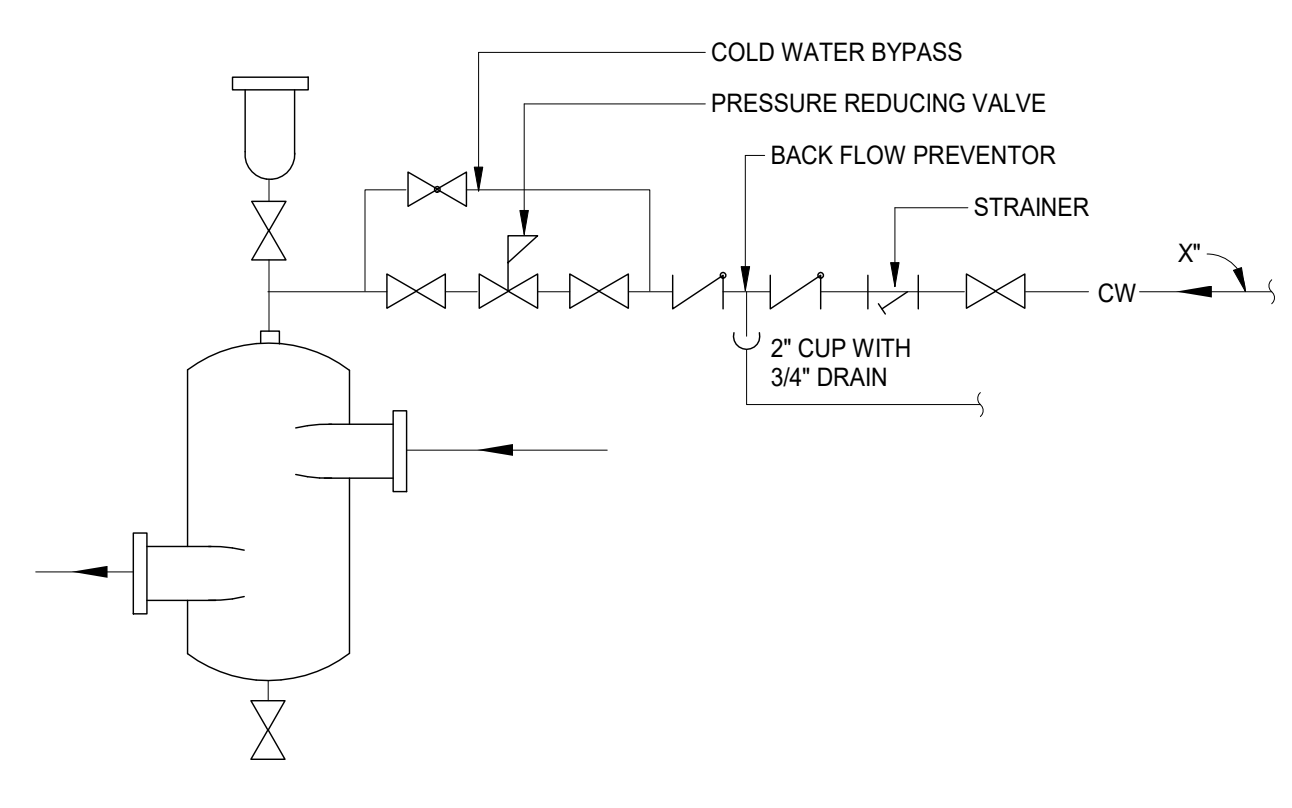 COLD WATER BYPASS
PRESSURE REDUCING VALVE
BACK FLOW PREVENTOR
STRAINER
X"
CW
2" CUP WITH
3/4" DRAIN